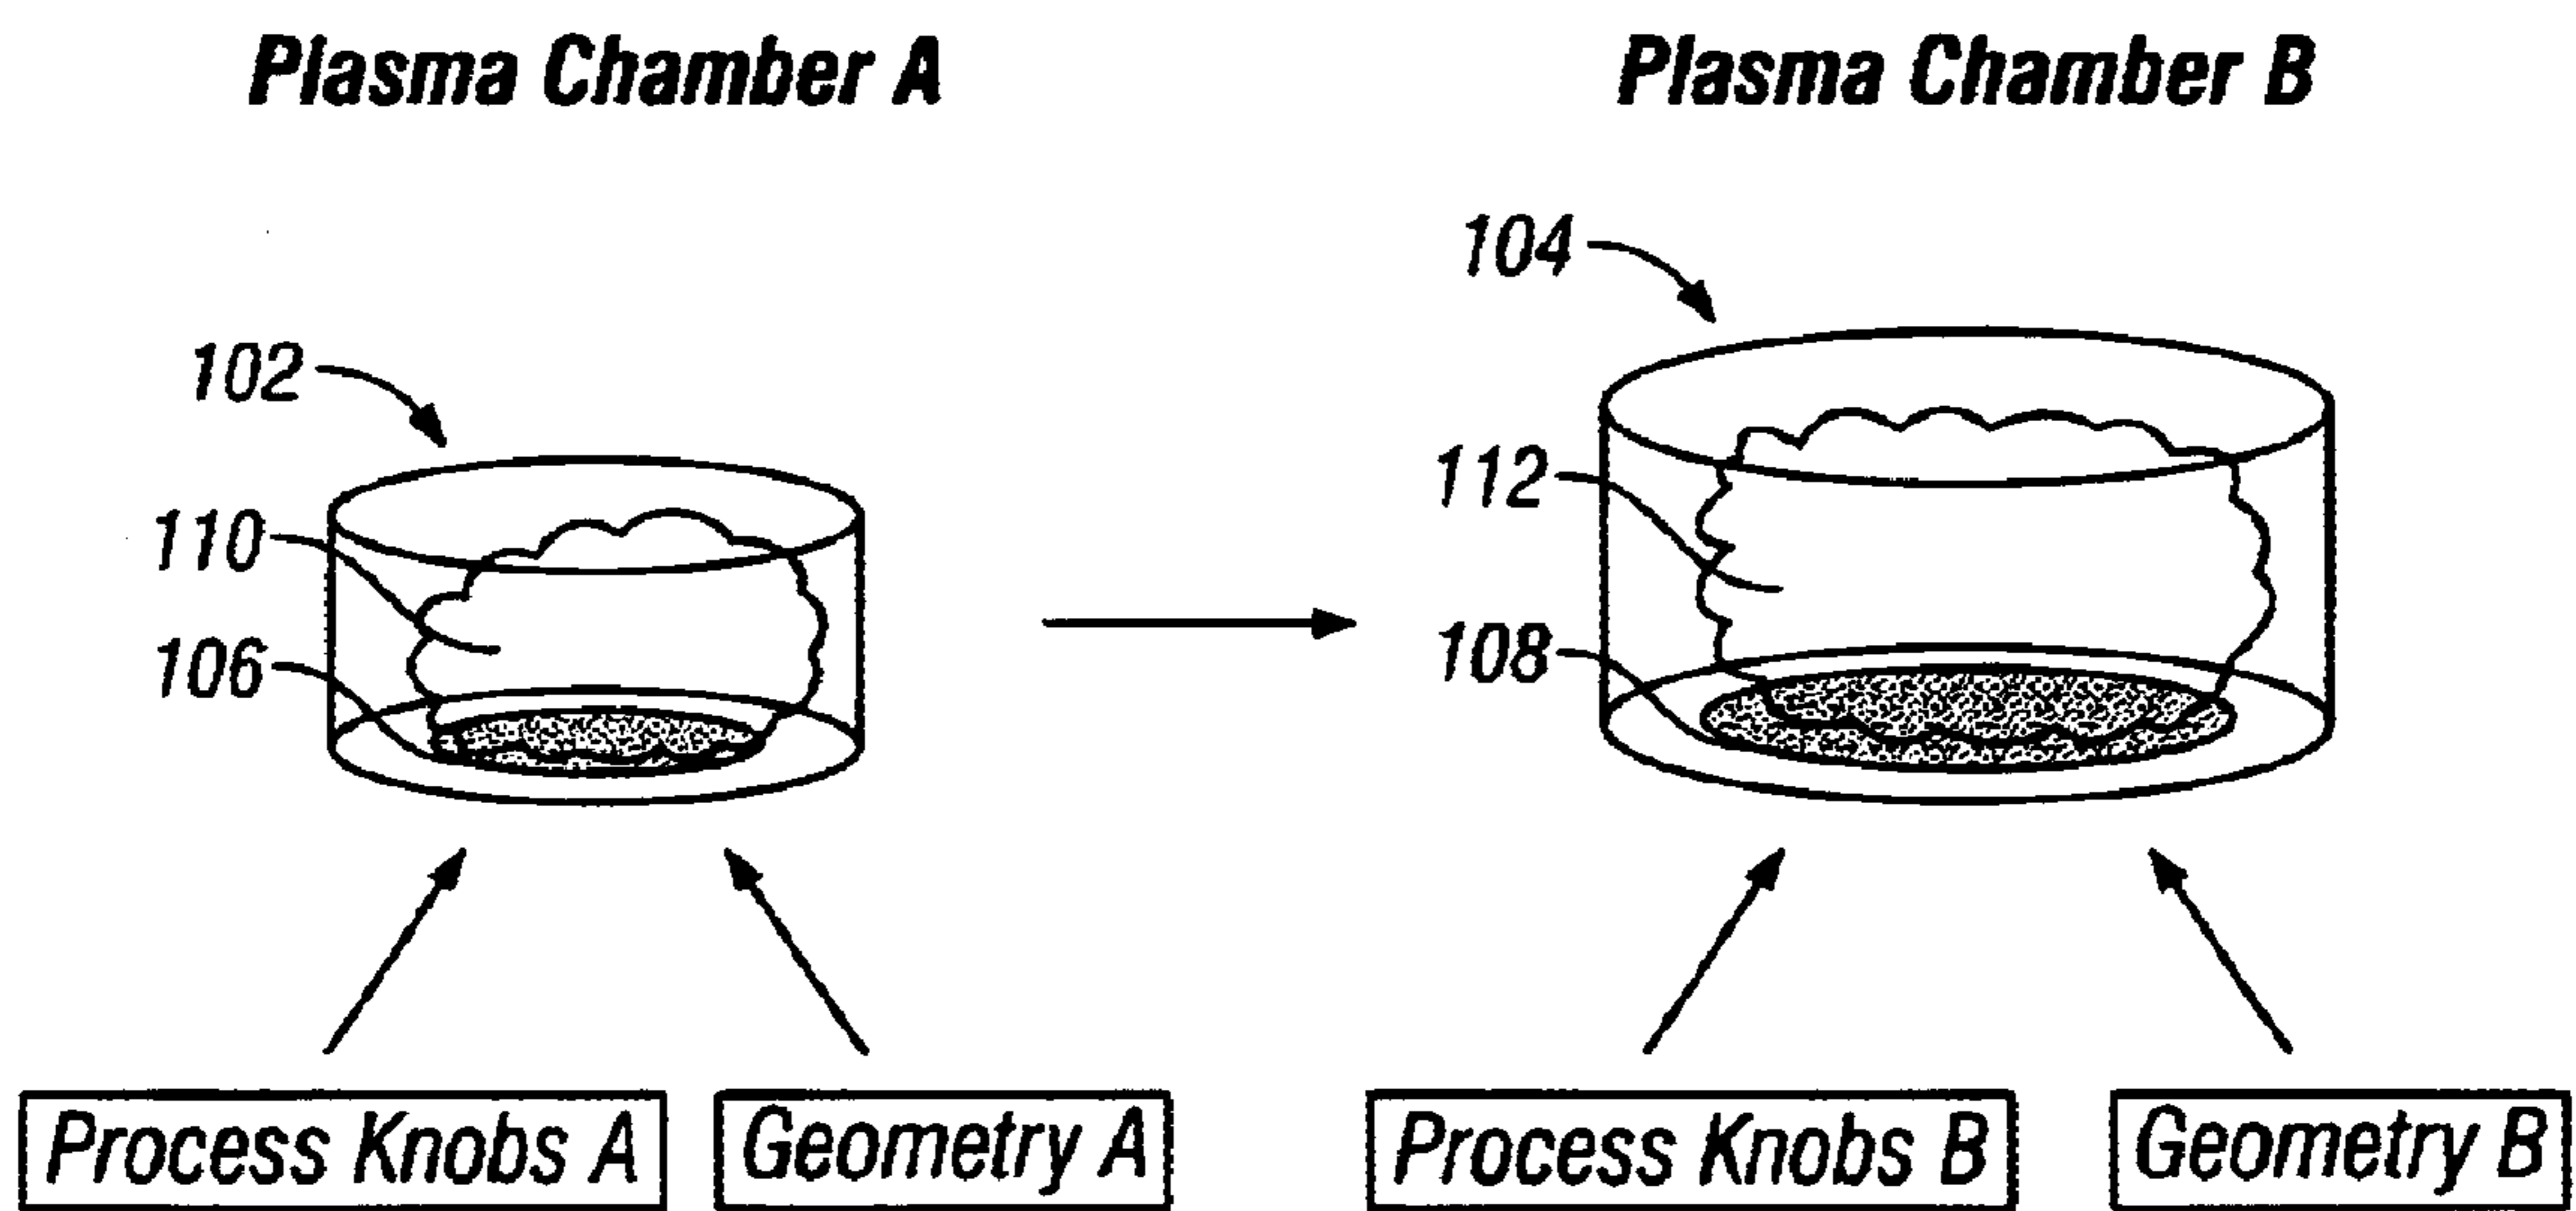 Plasma Chamber A
Plasma Chamber B
104
102
112
110
108
106
Process Knobs A
Geometry A
Process Knobs B
Geometry B